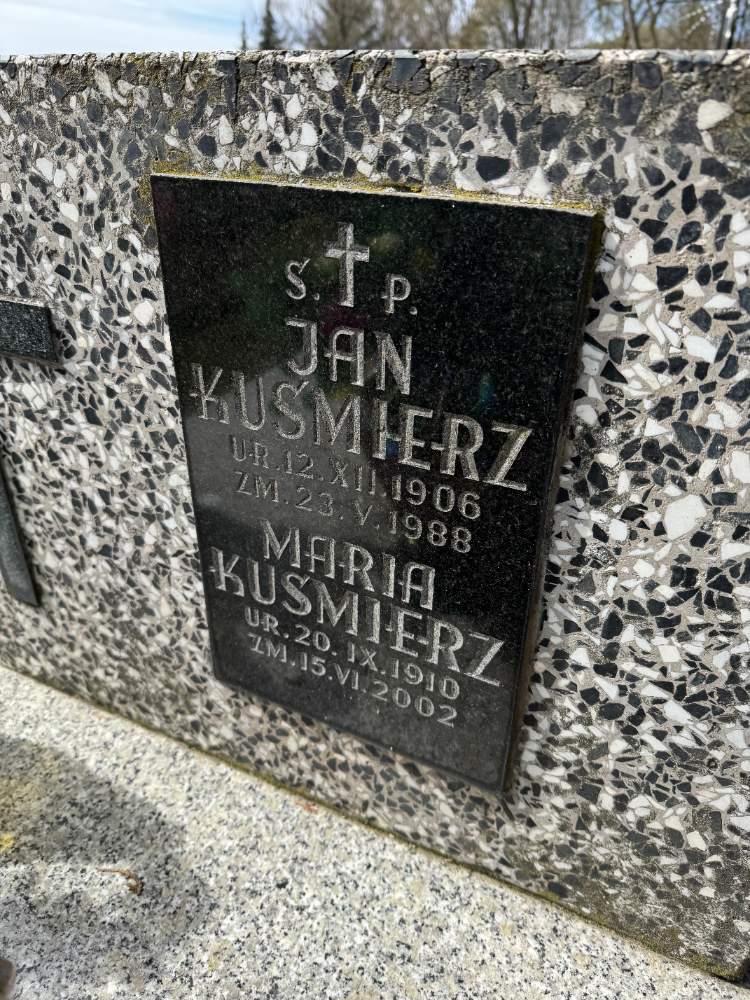 Ś. P.
JAN
KUŚMIERZ
UR. 12. XII. 1906
ZM. 23. V. 1988
MARIA
KUŚMIERZ
UR. 20. IX. 1910
ZM. 15. VI. 2002